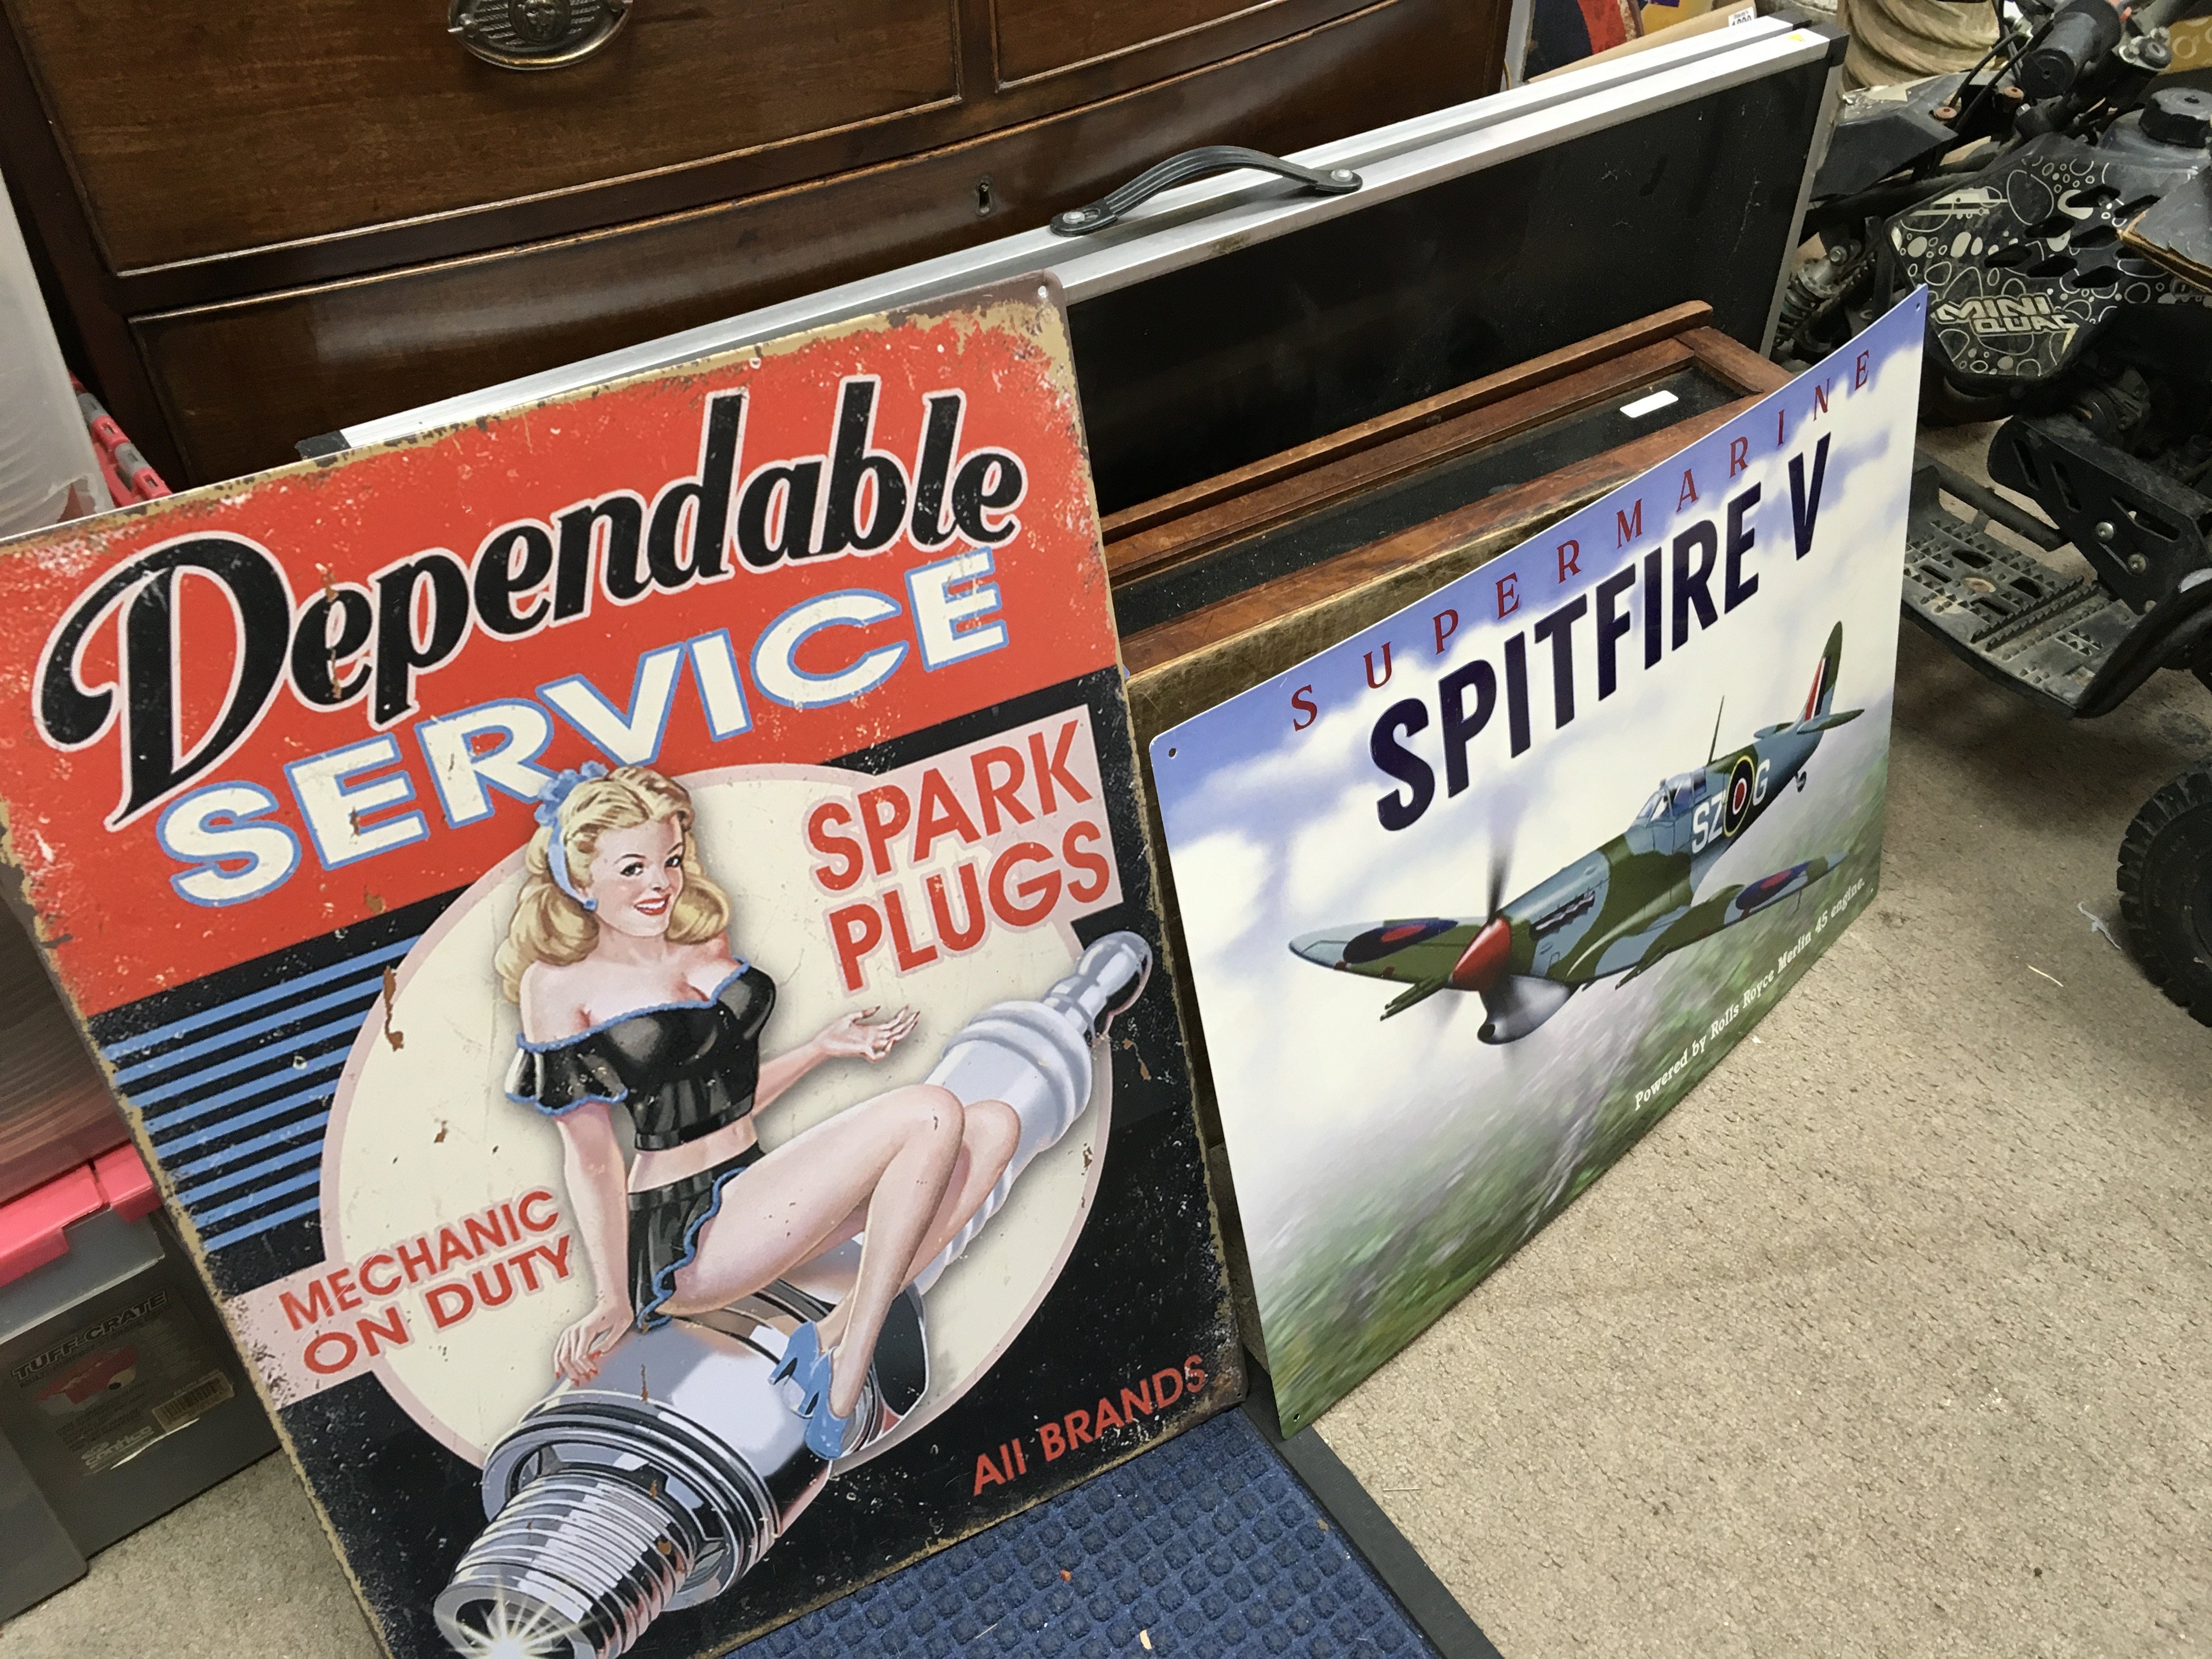 Dependable
SERVICE
SPARK
PLUGS
MECHANIC
ON DUTY
All BRANDS
SUPERMARINE
SPITFIRE V
SZ G
Powered by Rolls Royce Merlin 45 engine.
MINI
QUAD
TUFF CRATE